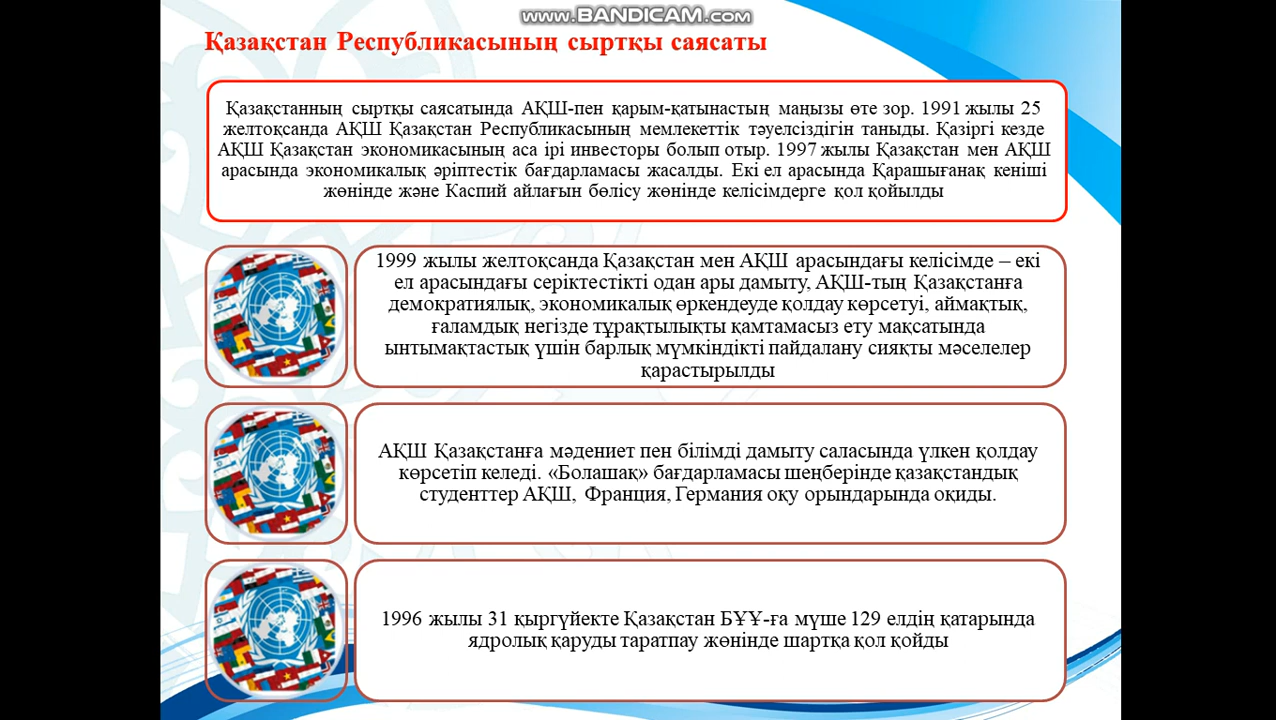 www.BANDICAM.com
Қазақстан Республикасының сыртқы саясаты
Қазақстанның сыртқы саясатында АҚШ-пен қарым-қатынастың маңызы өте зор. 1991 жылы 25
желтоқсанда АҚШ Қазақстан Республикасының мемлекеттік тәуелсіздігін таныды. Қазіргі кезде
АҚШ Қазақстан экономикасының аса ірі инвесторы болып отыр. 1997 жылы Қазақстан мен АҚШ
арасында экономикалық әріптестік бағдарламасы жасалды. Екі ел арасында Қарашығанақ кеніші
жөнінде және Каспий айлағын бөлісу жөнінде келісімдерге қол қойылды
1999 жылы желтоқсанда Қазақстан мен АҚШ арасындағы келісімде – екі
ел арасындағы серіктестікті одан ары дамыту, АҚШ-тың Қазақстанға
демократиялық, экономикалық өркендеуде қолдау көрсетуі, аймақтық,
ғаламдық негізде тұрақтылықты қамтамасыз ету мақсатында
ынтымақтастық үшін барлық мүмкіндікті пайдалану сияқты мәселелер
қарастырылды
АҚШ Қазақстанға мәдениет пен білімді дамыту саласында үлкен қолдау
көрсетіп келеді. «Болашақ» бағдарламасы шеңберінде қазақстандық
студенттер АҚШ, Франция, Германия оқу орындарында оқиды.
1996 жылы 31 қыргүйекте Қазақстан БҰҰ-ға мүше 129 елдің қатарында
ядролық қаруды таратпау жөнінде шартқа қол қойды